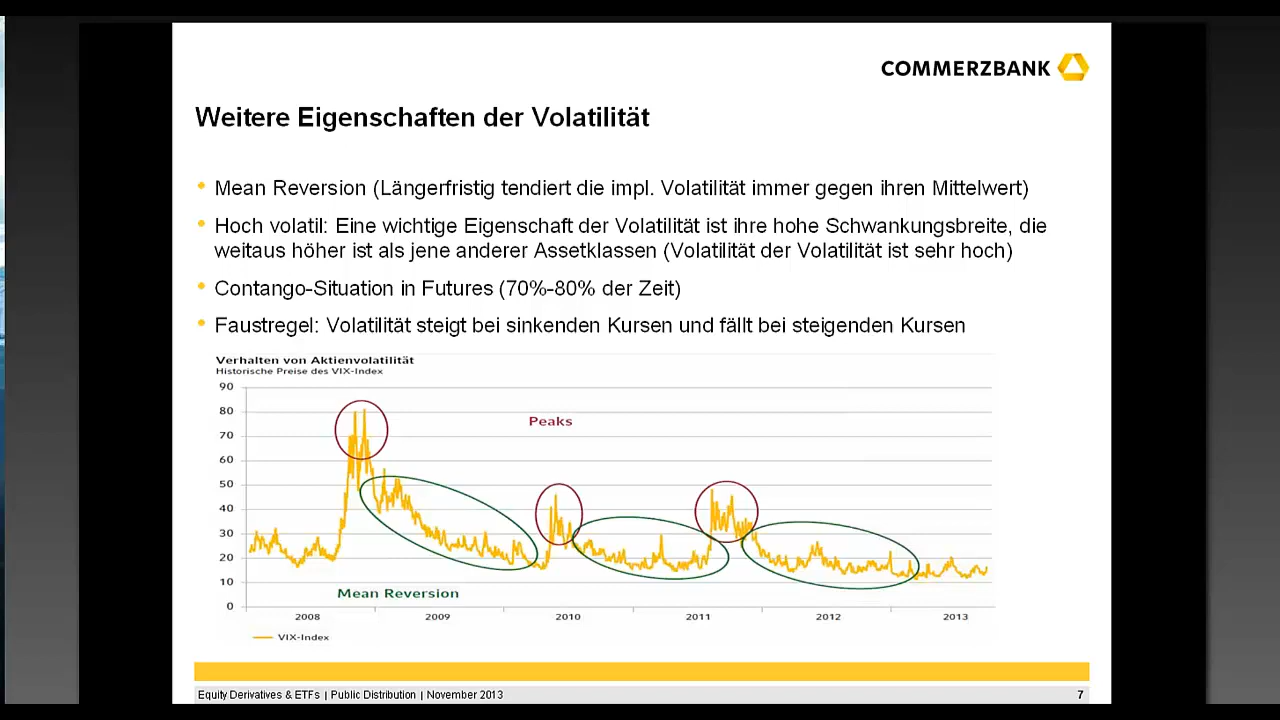 COMMERZBANK
Weitere Eigenschaften der Volatilität
• Mean Reversion (Längerfristig tendiert die impl. Volatilität immer gegen ihren Mittelwert)
• Hoch volatil: Eine wichtige Eigenschaft der Volatilität ist ihre hohe Schwankungsbreite, die
weitaus höher ist als jene anderer Assetklassen (Volatilität der Volatilität ist sehr hoch)
• Contango-Situation in Futures (70%-80% der Zeit)
• Faustregel: Volatilität steigt bei sinkenden Kursen und fällt bei steigenden Kursen
Verhalten von Aktienvolatilität
Historische Preise des VIX-Index
90
80
Peaks
70
60
50
40
30
20
10
Mean Reversion
0
2008 2009 2010 2011 2012 2013
VIX-Index
Equity Derivatives & ETFs | Public Distribution | November 2013 7